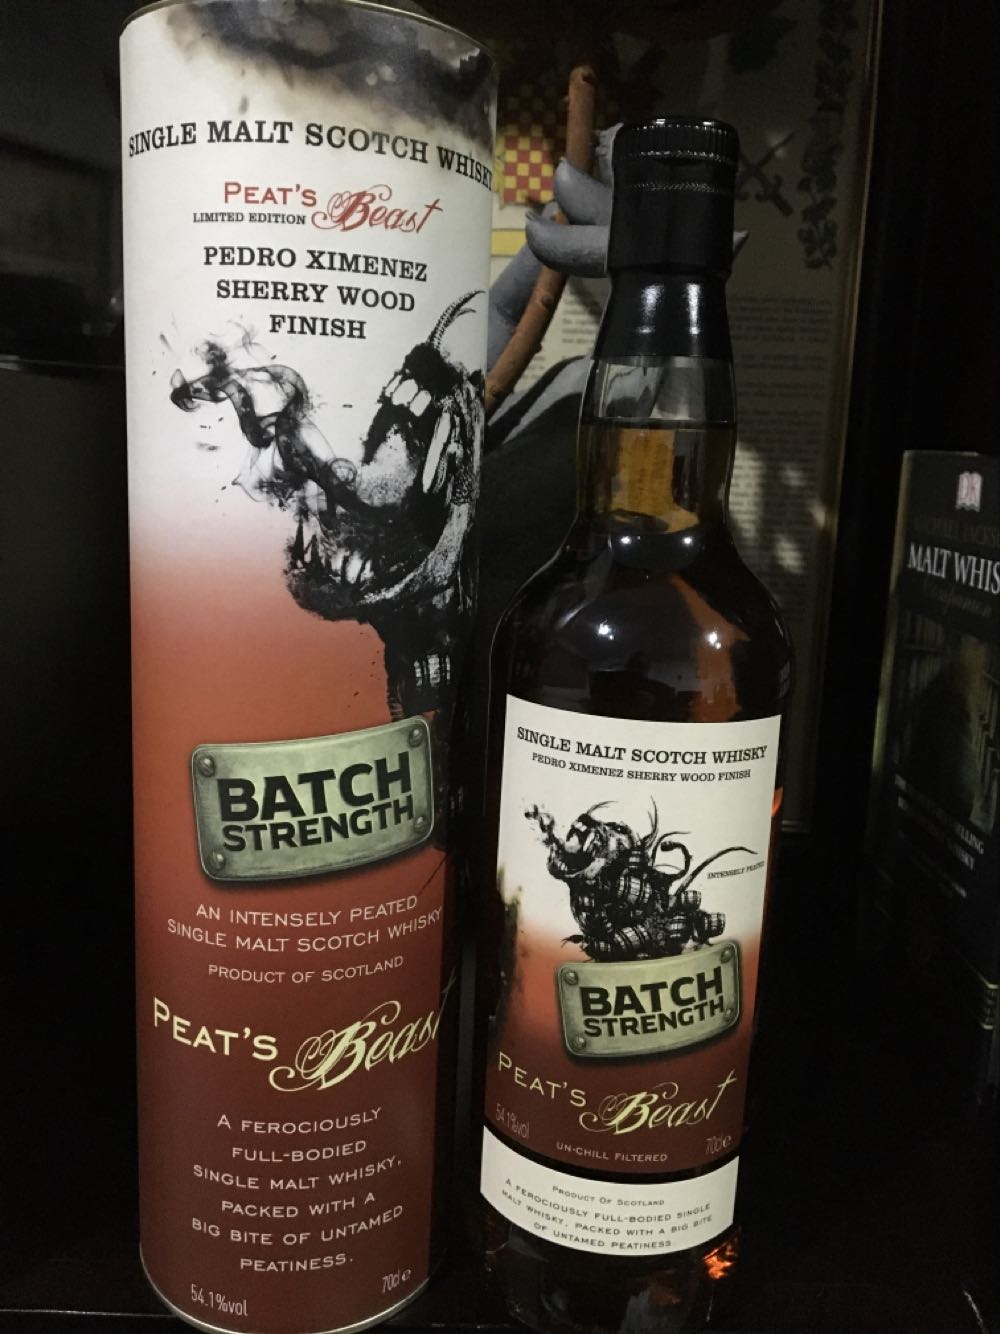 SINGLE MALT SCOTCH WHISKY
PEAT'S Beast
LIMITED EDITION
PEDRO XIMENEZ
SHERRY WOOD
FINISH
BATCH
STRENGTH
AN INTENSELY PEATED
SINGLE MALT SCOTCH WHISKY
PRODUCT OF SCOTLAND
PEAT'S Beast
A FEROCIOUSLY
FULL-BODIED
SINGLE MALT WHISKY,
PACKED WITH A
BIG BITE OF UNTAMED
PEATINESS.
54.1%vol
70cl e
SINGLE MALT SCOTCH WHISKY
PEDRO XIMENEZ SHERRY WOOD FINISH
INTENSELY PEATED
BATCH
STRENGTH
PEAT'S Beast
54.1%vol
70cl e
UN-CHILL FILTERED
PRODUCT OF SCOTLAND
A FEROCIOUSLY FULL-BODIED SINGLE
MALT WHISKY, PACKED WITH A BIG BITE
OF UNTAMED PEATINESS.
DK
MICHAEL JACKS
MALT WHIS